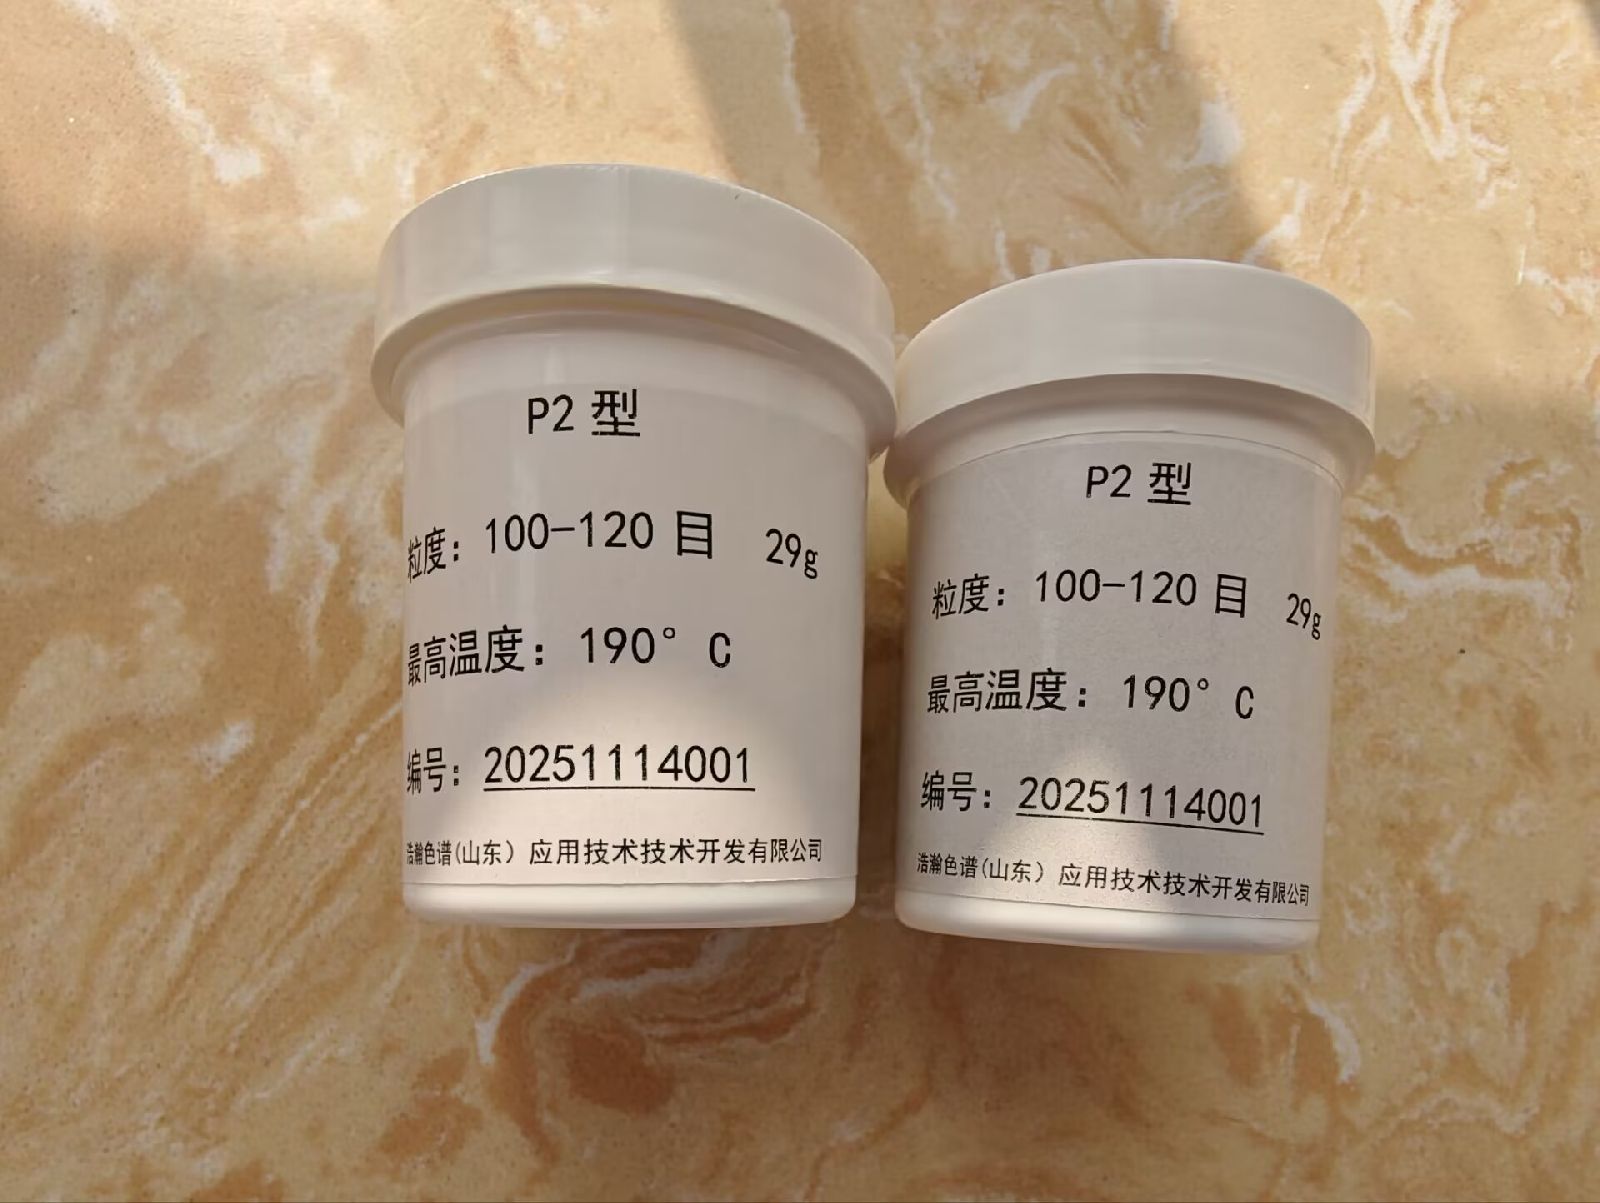 P2 型
粒度：100-120 目 29g
最高温度：190°C
编号：20251114001
浩瀚色谱(山东）应用技术技术开发有限公司
P2 型
粒度：100-120 目 29g
最高温度：190°C
编号：20251114001
浩瀚色谱(山东）应用技术技术开发有限公司